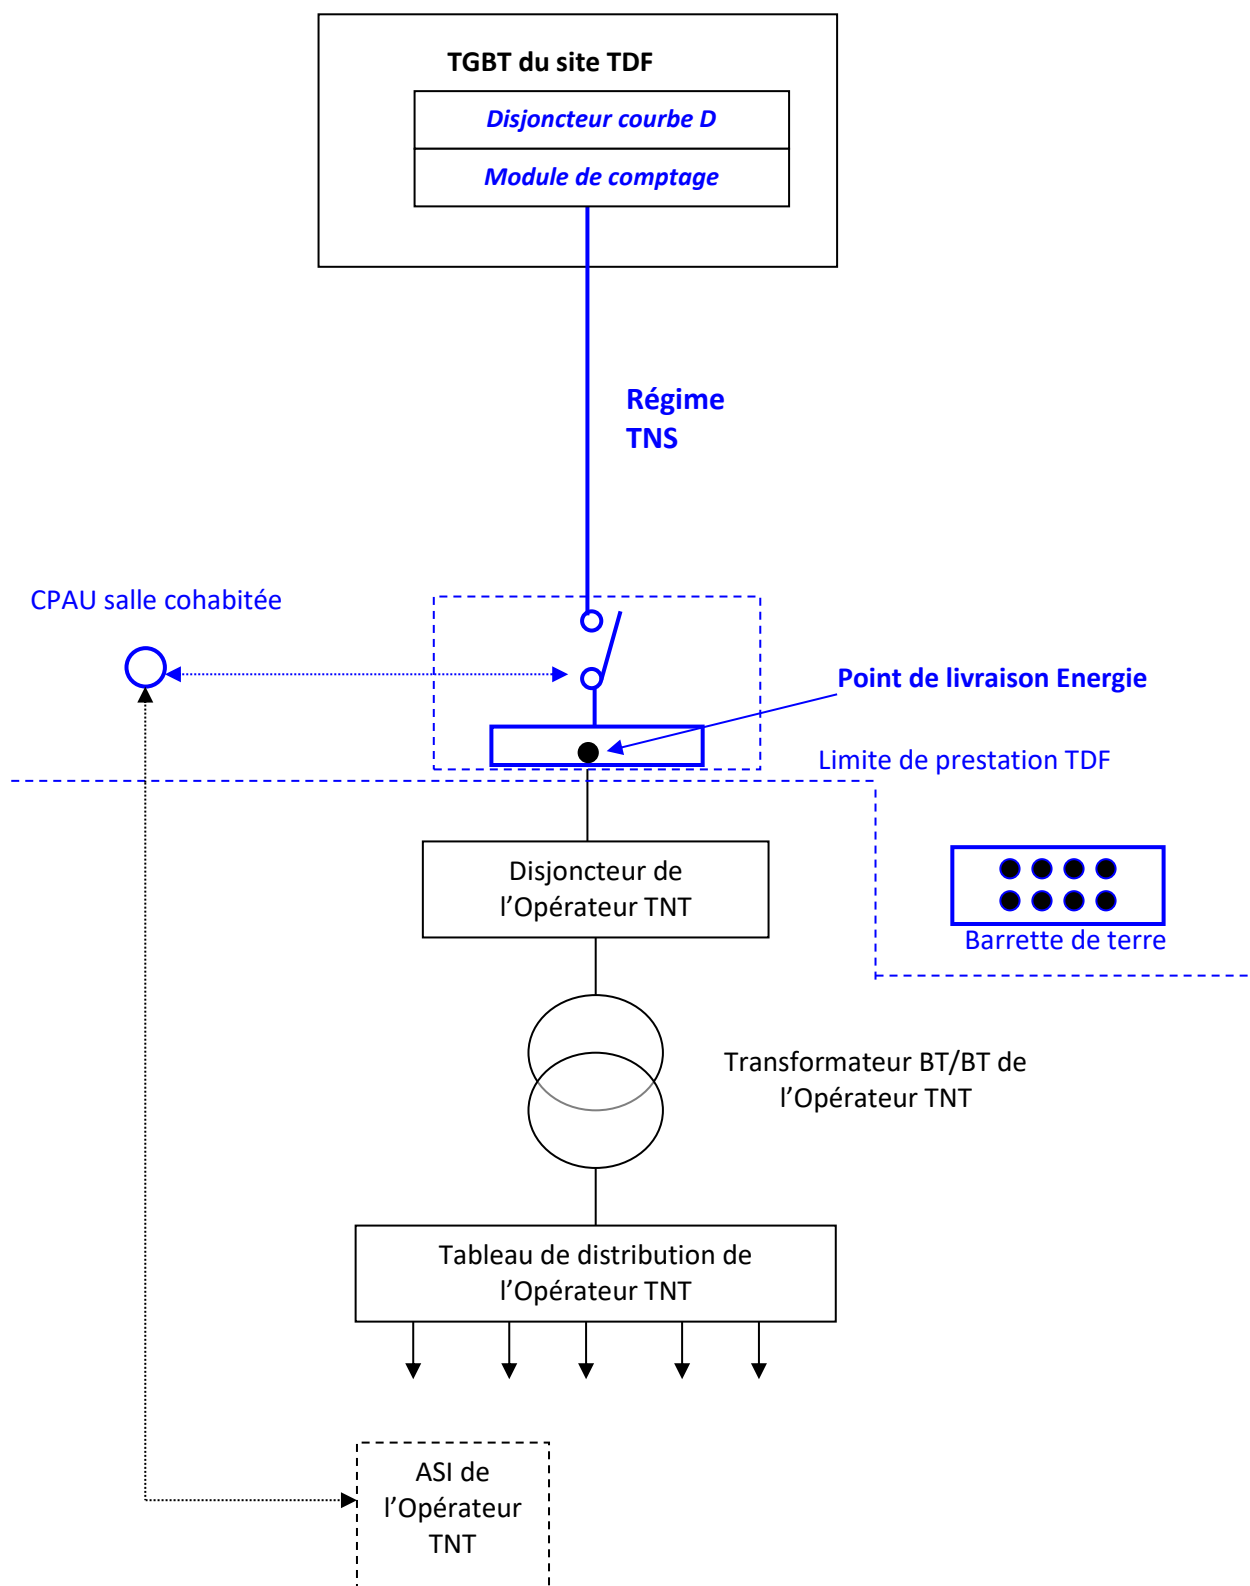 TGBT du site TDF
Disjoncteur courbe D
Module de comptage
Régime
TNS
CPAU salle cohabitée
Point de livraison Energie
Limite de prestation TDF
Disjoncteur de
l’Opérateur TNT
Barrette de terre
Transformateur BT/BT de
l’Opérateur TNT
Tableau de distribution de
l’Opérateur TNT
ASI de
l’Opérateur
TNT